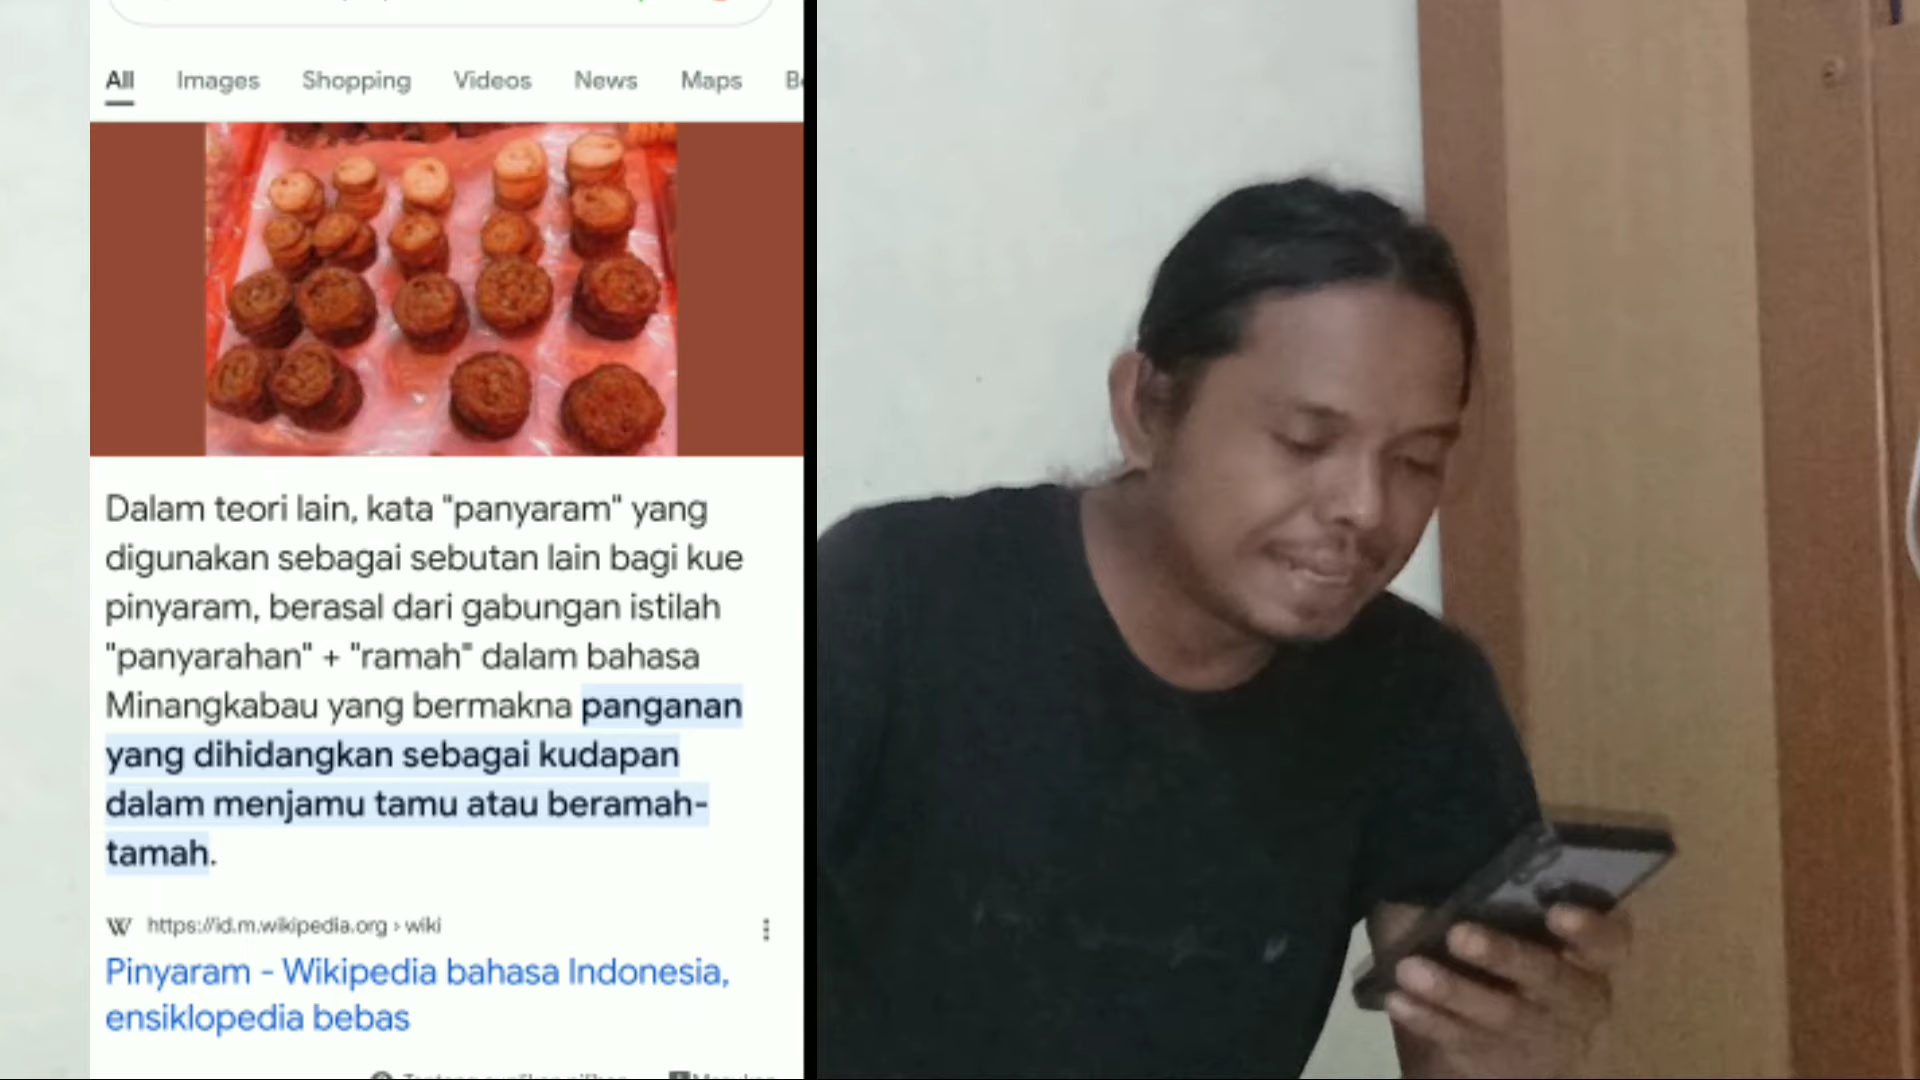 All Images Shopping Videos News Maps
Dalam teori lain, kata "panyaram" yang
digunakan sebagai sebutan lain bagi kue
pinyaram, berasal dari gabungan istilah
"panyarahan" + "ramah" dalam bahasa
Minangkabau yang bermakna panganan
yang dihidangkan sebagai kudapan
dalam menjamu tamu atau beramah-
tamah.
W https://id.m.wikipedia.org › wiki
Pinyaram - Wikipedia bahasa Indonesia,
ensiklopedia bebas